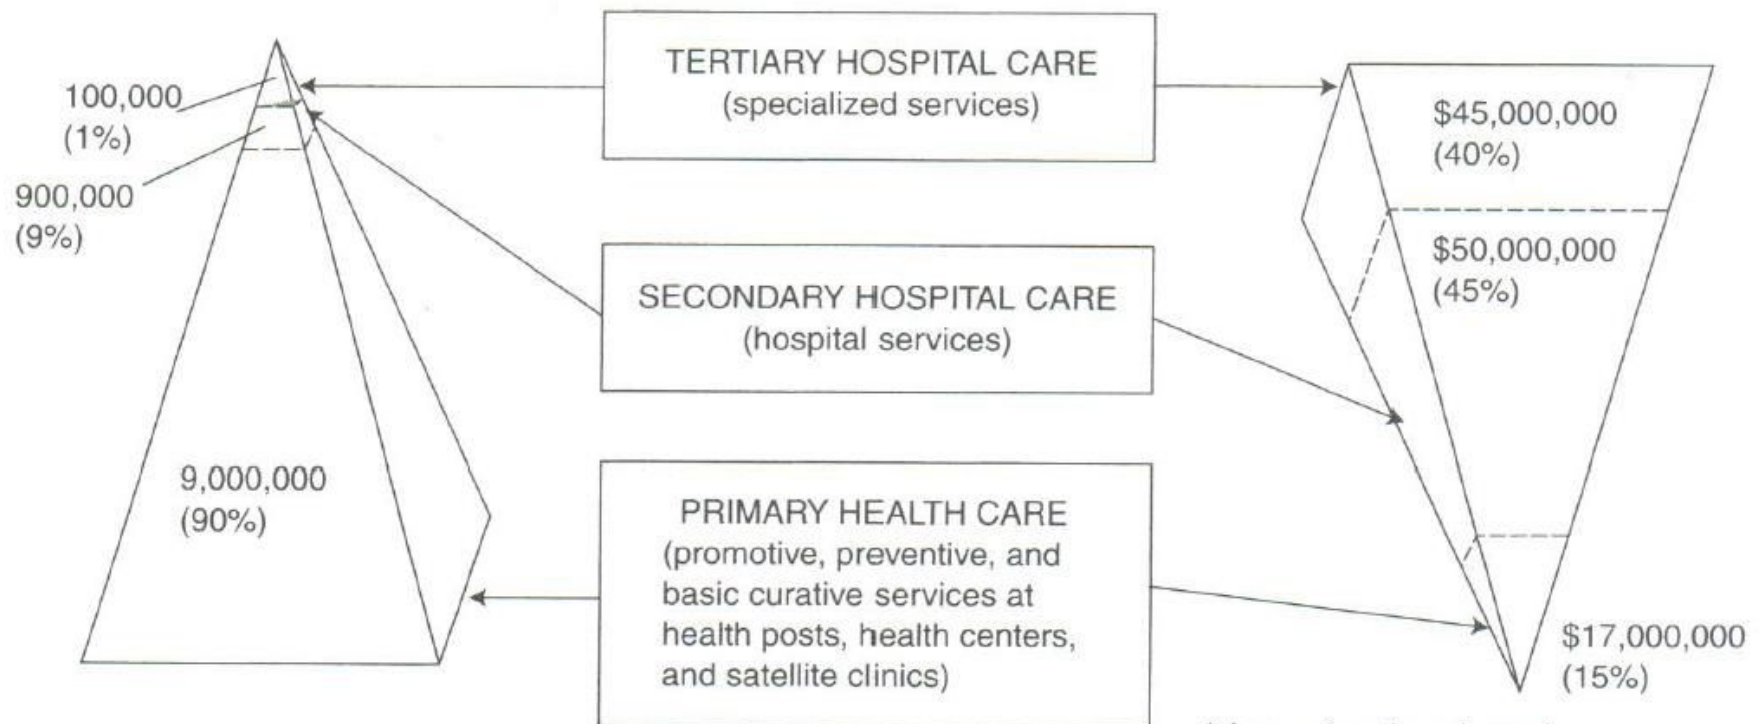 100,000
(1%)
900,000
(9%)
9,000,000
(90%)
TERTIARY HOSPITAL CARE
(specialized services)
SECONDARY HOSPITAL CARE
(hospital services)
PRIMARY HEALTH CARE
(promotive, preventive, and
basic curative services at
health posts, health centers,
and satellite clinics)
$45,000,000
(40%)
$50,000,000
(45%)
$17,000,000
(15%)